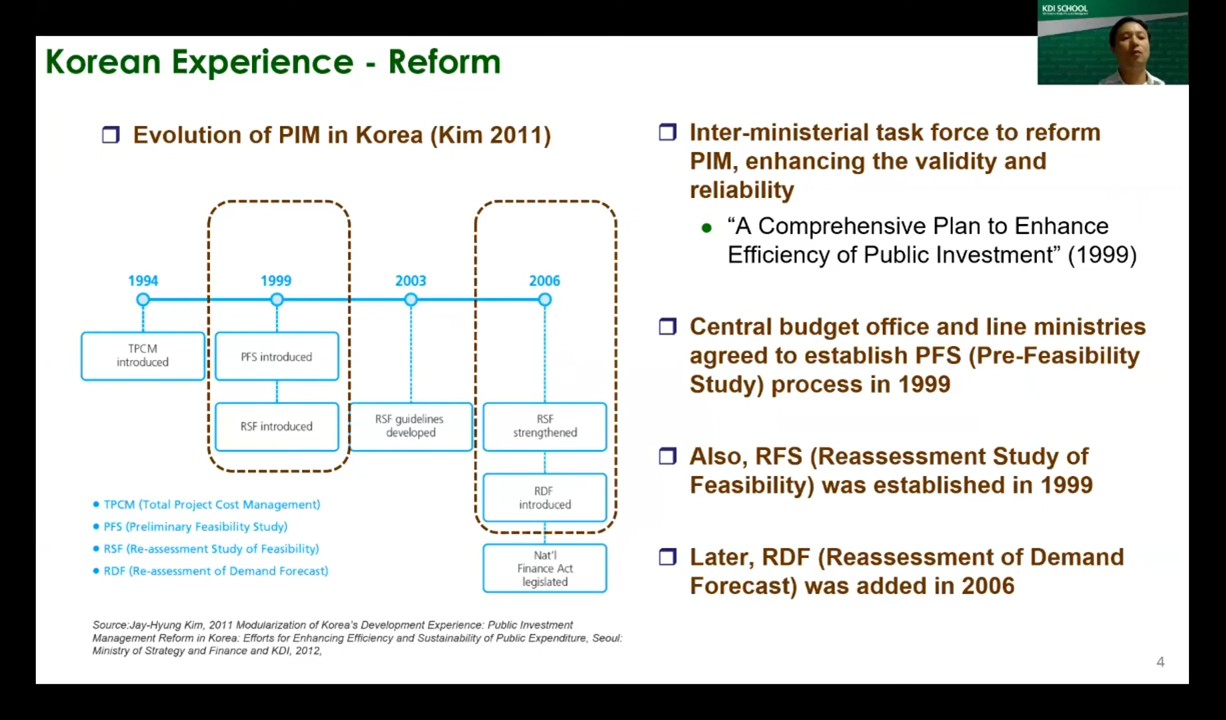 KDI SCHOOL
Korean Experience - Reform
Evolution of PIM in Korea (Kim 2011)
1994
1999
2003
2006
TPCM
introduced
PFS introduced
RSF introduced
RSF guidelines
developed
RSF
strengthened
RDF
introduced
Nat'l
Finance Act
legislated
• TPCM (Total Project Cost Management)
• PFS (Preliminary Feasibility Study)
• RSF (Re-assessment Study of Feasibility)
• RDF (Re-assessment of Demand Forecast)
Source;Jay-Hyung Kim, 2011 Modularization of Korea's Development Experience: Public Investment
Management Reform in Korea: Efforts for Enhancing Efficiency and Sustainability of Public Expenditure, Seoul:
Ministry of Strategy and Finance and KDI, 2012,
Inter-ministerial task force to reform
PIM, enhancing the validity and
reliability
• “A Comprehensive Plan to Enhance
Efficiency of Public Investment” (1999)
Central budget office and line ministries
agreed to establish PFS (Pre-Feasibility
Study) process in 1999
Also, RFS (Reassessment Study of
Feasibility) was established in 1999
Later, RDF (Reassessment of Demand
Forecast) was added in 2006
4